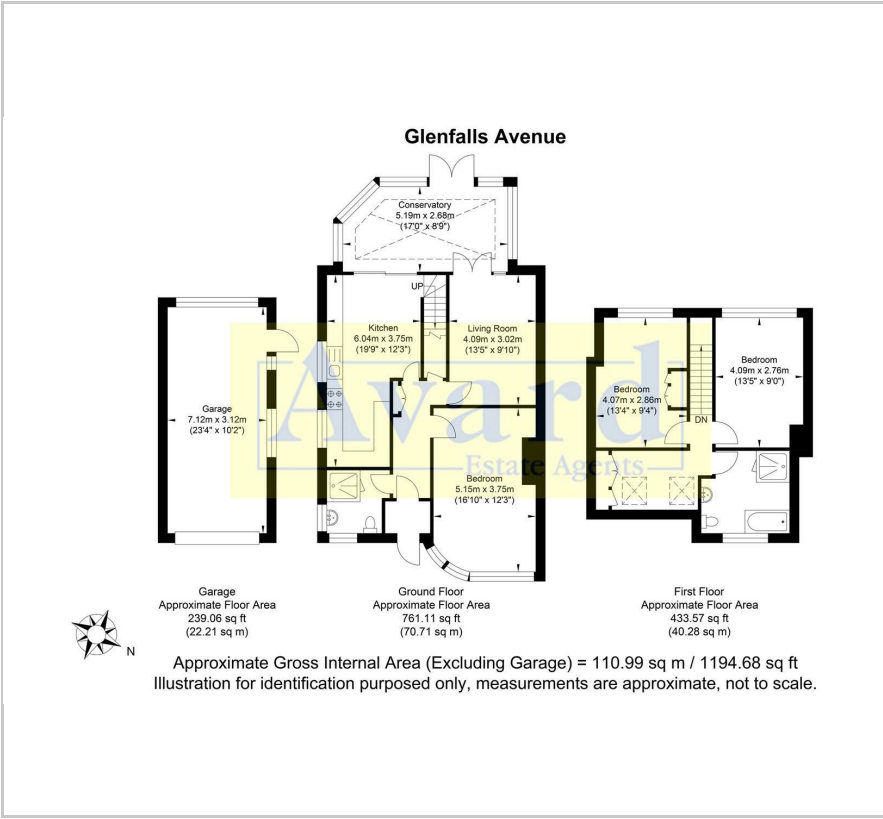 Glenfalls Avenue
Conservatory
5.19m x 2.68m
(17'0" x 8'9")
UP
Kitchen
6.04m x 3.75m
(19'9" x 12'3")
Living Room
4.09m x 3.02m
(13'5" x 9'10")
Bedroom
4.09m x 2.76m
(13'5" x 9'0")
Bedroom
4.07m x 2.86m
(13'4" x 9'4")
DN
Garage
7.12m x 3.12m
(23'4" x 10'2")
Avard
Estate Agents
Bedroom
5.15m x 3.75m
(16'10" x 12'3")
Garage
Approximate Floor Area
239.06 sq ft
(22.21 sq m)
Ground Floor
Approximate Floor Area
761.11 sq ft
(70.71 sq m)
First Floor
Approximate Floor Area
433.57 sq ft
(40.28 sq m)
N
Approximate Gross Internal Area (Excluding Garage) = 110.99 sq m / 1194.68 sq ft
Illustration for identification purposed only, measurements are approximate, not to scale.